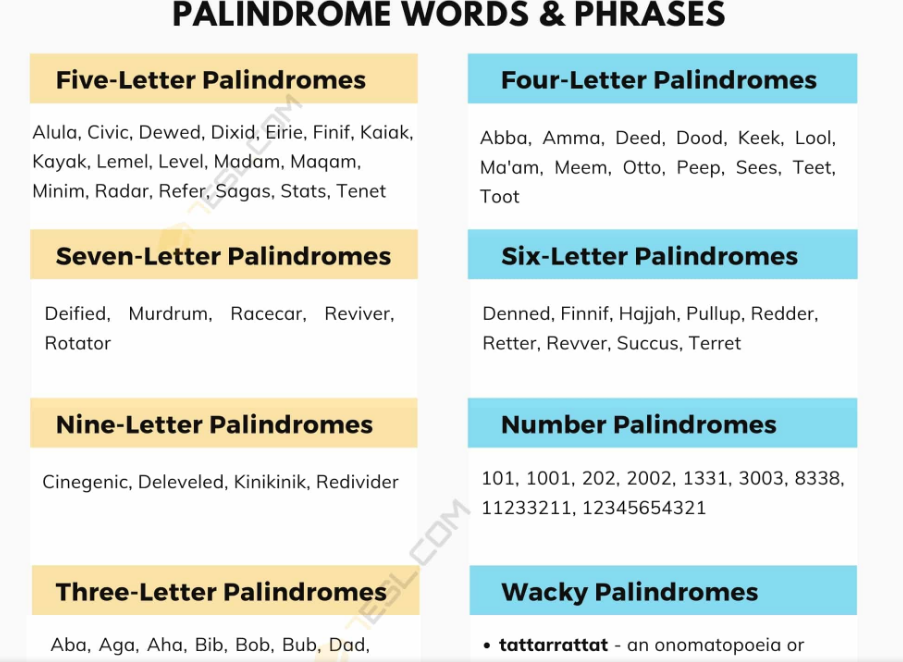 PALINDROME WORDS & PHRASES
Five-Letter Palindromes
Alula, Civic, Dewed, Dixid, Eirie, Finif, Kaiak,
Kayak, Lemel, Level, Madam, Maqam,
Minim, Radar, Refer, Sagas, Stats, Tenet
Four-Letter Palindromes
Abba, Amma, Deed, Dood, Keek, Lool,
Ma'am, Meem, Otto, Peep, Sees, Teet,
Toot
Seven-Letter Palindromes
Deified, Murdrum, Racecar, Reviver,
Rotator
Six-Letter Palindromes
Denned, Finnif, Hajjah, Pullup, Redder,
Retter, Revver, Succus, Terret
Nine-Letter Palindromes
Cinegenic, Deleveled, Kinikinik, Redivider
Number Palindromes
101, 1001, 202, 2002, 1331, 3003, 8338,
11233211, 12345654321
Three-Letter Palindromes
Aba, Aga, Aha, Bib, Bob, Bub, Dad,
Wacky Palindromes
• tattarrattat - an onomatopoeia or
7ESL.COM
7ESL.COM